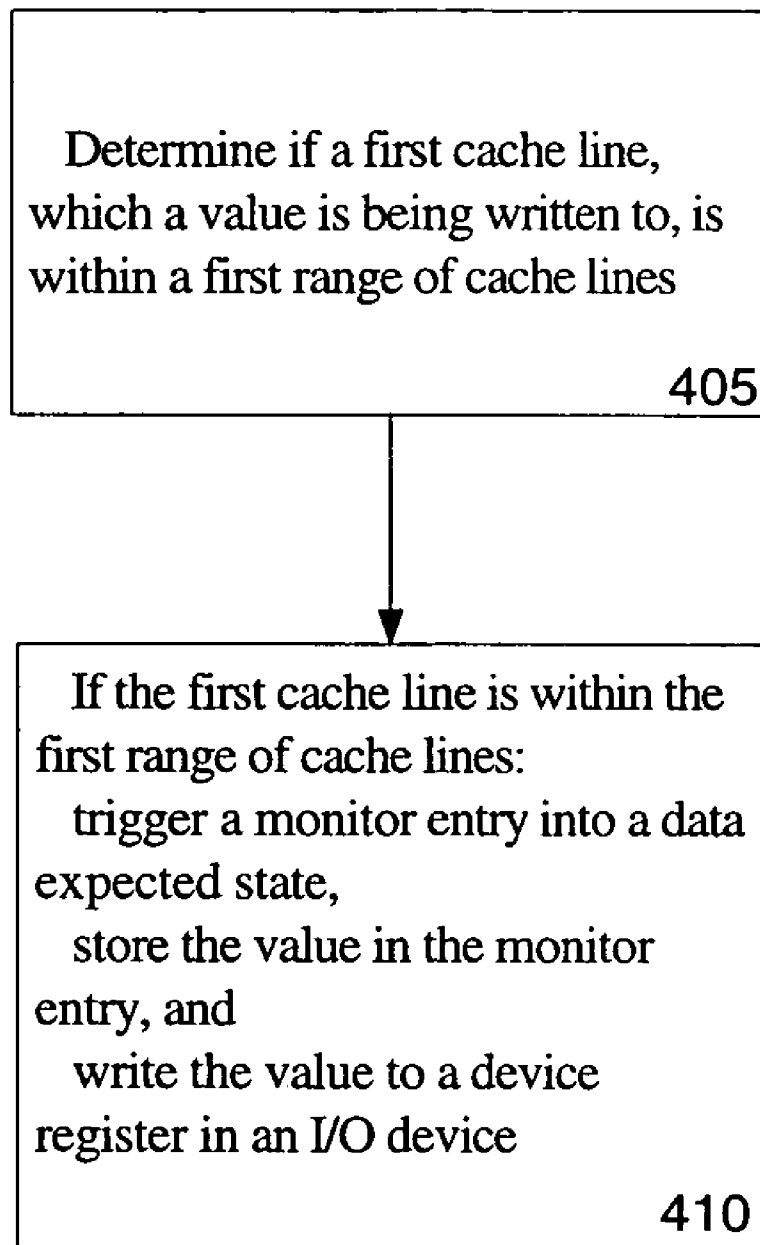 Determine if a first cache line,
which a value is being written to, is
within a first range of cache lines
405
If the first cache line is within the
first range of cache lines:
trigger a monitor entry into a data
expected state,
store the value in the monitor
entry, and
write the value to a device
register in an I/O device
410